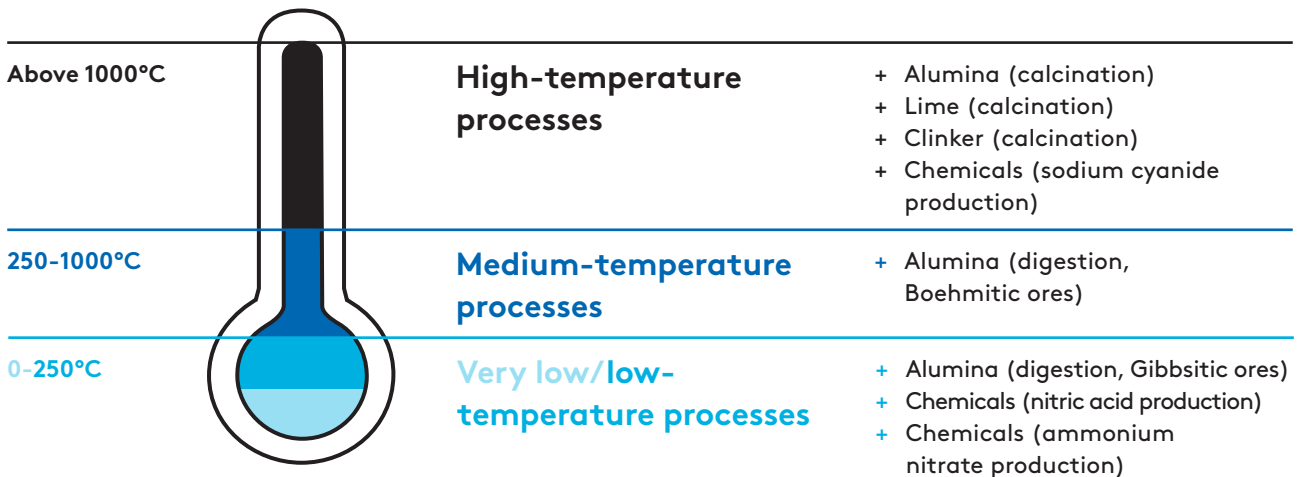 Above 1000°C
High-temperature
processes
+ Alumina (calcination)
+ Lime (calcination)
+ Clinker (calcination)
+ Chemicals (sodium cyanide
production)
250-1000°C
Medium-temperature
processes
+ Alumina (digestion,
Boehmitic ores)
0-250°C
Very low/low-
temperature processes
+ Alumina (digestion, Gibbsitic ores)
+ Chemicals (nitric acid production)
+ Chemicals (ammonium
nitrate production)